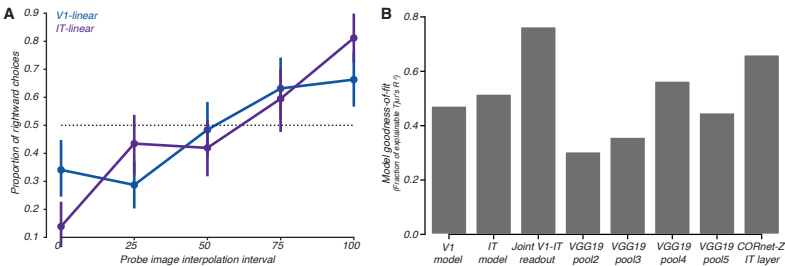 A
V1-linear
IT-linear
Proportion of rightward choices
0.9
0.8
0.7
0.6
0.5
0.4
0.3
0.2
0.1
0
25
50
75
100
Probe image interpolation interval
B
Model goodness-of-fit
(Fraction of explainable Tjur's R²)
0.8
0.6
0.4
0.2
0.0
V1 model
IT model
Joint V1-IT readout
VGG19 pool2
VGG19 pool3
VGG19 pool4
VGG19 pool5
CORnet-Z IT layer